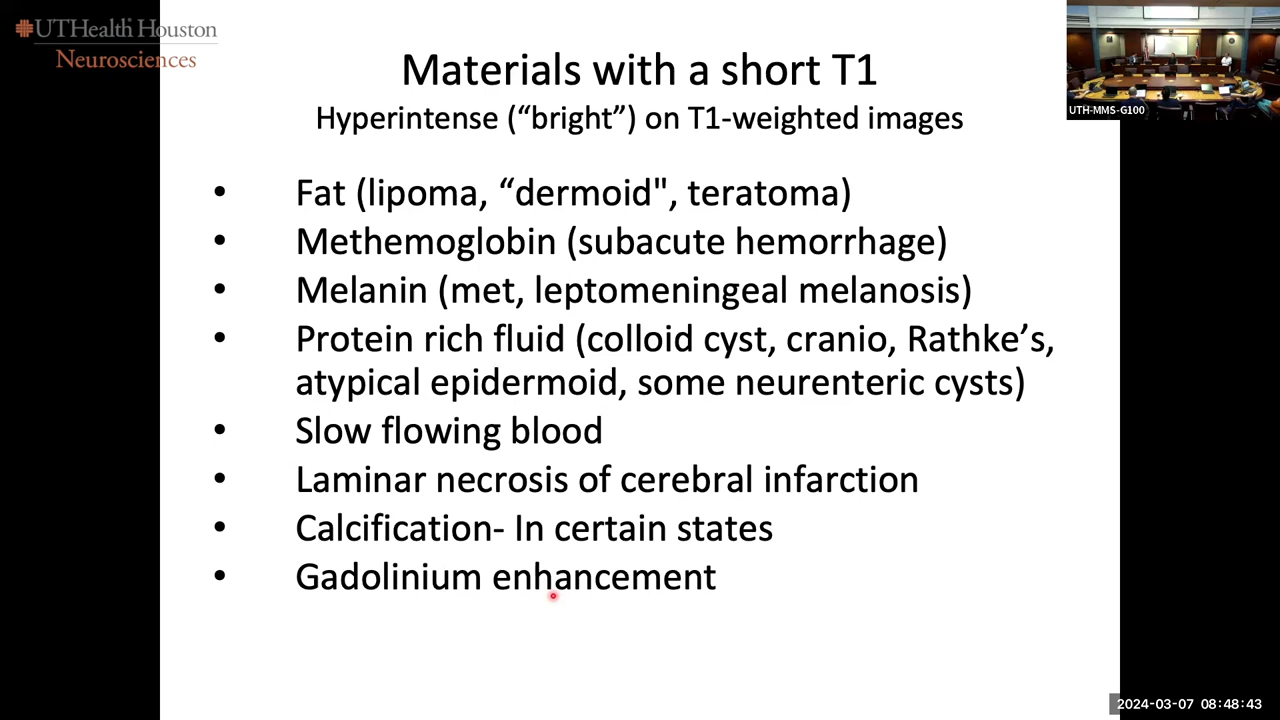 UTHealth Houston
Neurosciences
Materials with a short T1
Hyperintense (“bright”) on T1-weighted images
• Fat (lipoma, “dermoid", teratoma)
• Methemoglobin (subacute hemorrhage)
• Melanin (met, leptomeningeal melanosis)
• Protein rich fluid (colloid cyst, cranio, Rathke’s,
atypical epidermoid, some neurenteric cysts)
• Slow flowing blood
• Laminar necrosis of cerebral infarction
• Calcification- In certain states
• Gadolinium enhancement
UTH-MMS-G100
2024-03-07 08:48:43